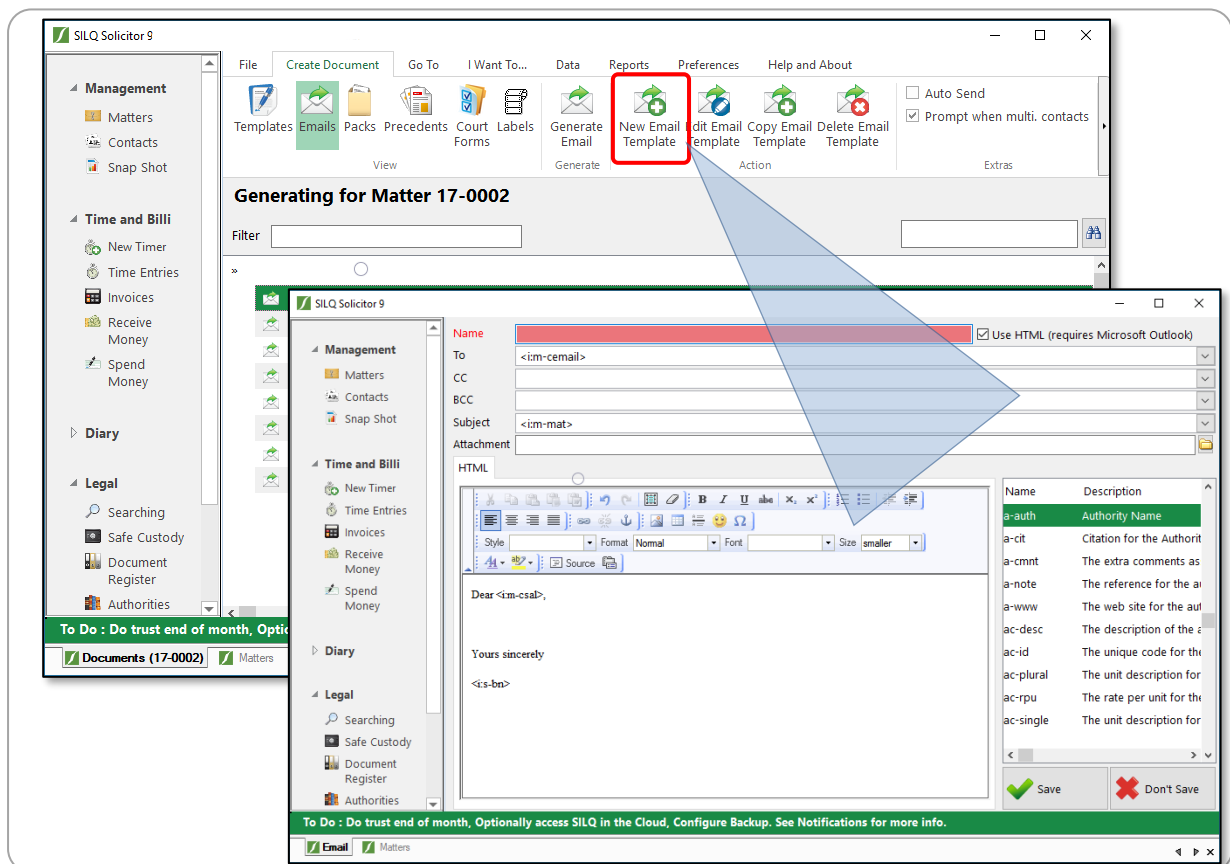 SILQ Solicitor 9
File Create Document Go To I Want To... Data Reports Preferences Help and About
Templates Emails Packs Precedents Court Forms Labels Generate Email New Email Template Edit Email Template Copy Email Template Delete Email Template
Auto Send
Prompt when multi. contacts
View Generate Action Extras
Management
Matters
Contacts
Snap Shot
Time and Billi
New Timer
Time Entries
Invoices
Receive
Money
Spend
Money
Diary
Legal
Searching
Safe Custody
Document
Register
Authorities
Generating for Matter 17-0002
Filter
»
To Do : Do trust end of month, Optic
Documents (17-0002) Matters
SILQ Solicitor 9
Management
Matters
Contacts
Snap Shot
Time and Billi
New Timer
Time Entries
Invoices
Receive
Money
Spend
Money
Diary
Legal
Searching
Safe Custody
Document
Register
Authorities
Name
Use HTML (requires Microsoft Outlook)
To <i:m-cemail>
CC
BCC
Subject <i:m-mat>
Attachment
HTML
B I U abc X₂ X²
Style Format Normal Font Size smaller
Source
Dear <i:m-csal>,
Yours sincerely
<i:s-bn>
Name Description
a-auth Authority Name
a-cit Citation for the Authorit
a-cmnt The extra comments as
a-note The reference for the au
a-www The web site for the aut
ac-desc The description of the a
ac-id The unique code for the
ac-plural The unit description for
ac-rpu The rate per unit for the
ac-single The unit description for
Save Don't Save
To Do : Do trust end of month, Optionally access SILQ in the Cloud, Configure Backup. See Notifications for more info.
Email Matters